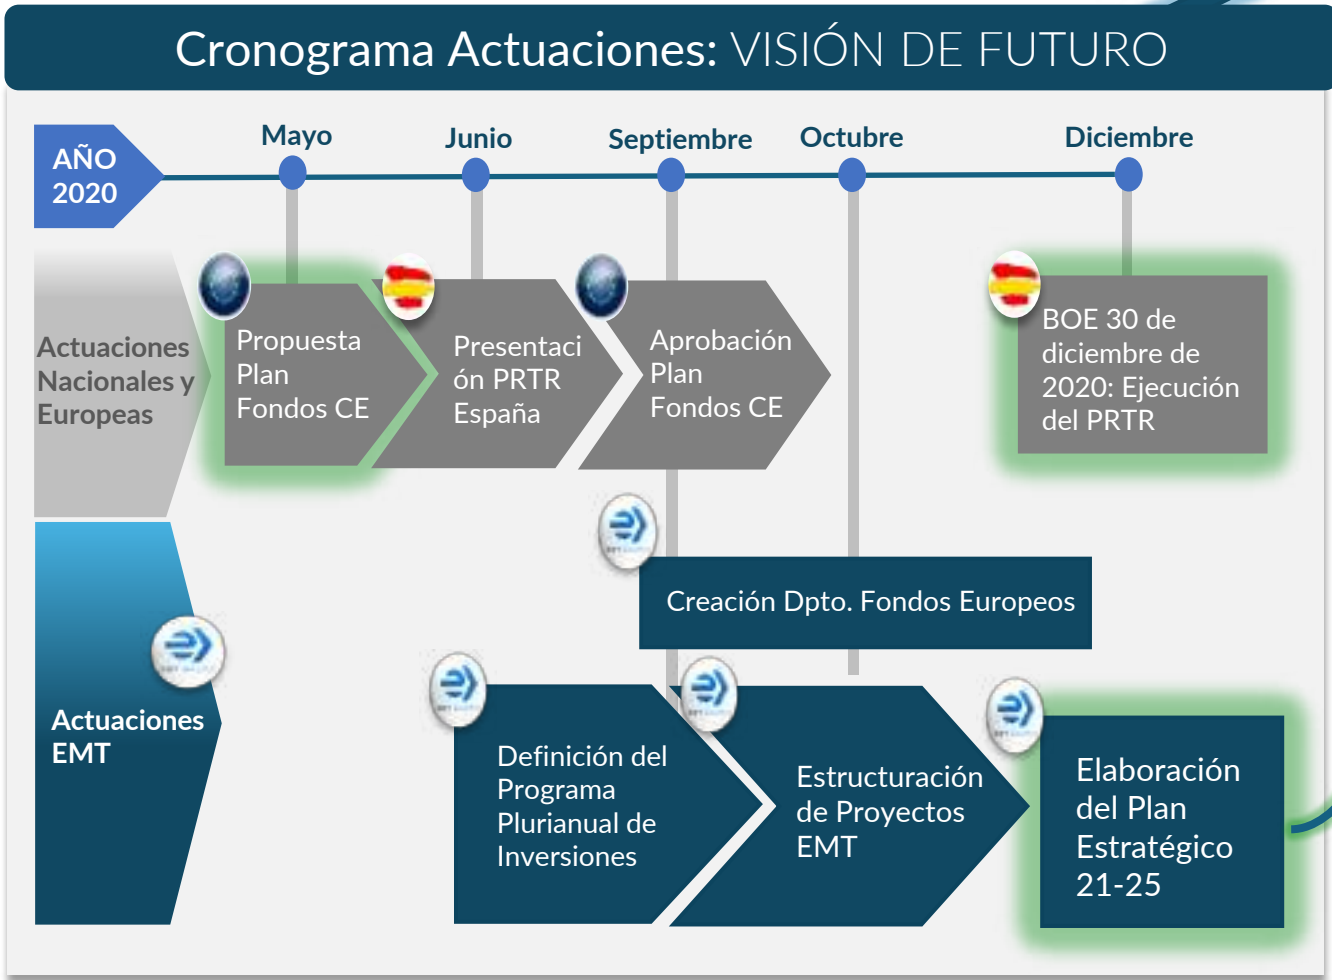 Cronograma Actuaciones: VISIÓN DE FUTURO
AÑO
2020
Mayo
Junio
Septiembre
Octubre
Diciembre
Actuaciones
Nacionales y
Europeas
Propuesta
Plan
Fondos CE
Presentaci
ón PRTR
España
Aprobación
Plan
Fondos CE
BOE 30 de
diciembre de
2020: Ejecución
del PRTR
Actuaciones
EMT
Creación Dpto. Fondos Europeos
Definición del
Programa
Plurianual de
Inversiones
Estructuración
de Proyectos
EMT
Elaboración
del Plan
Estratégico
21-25